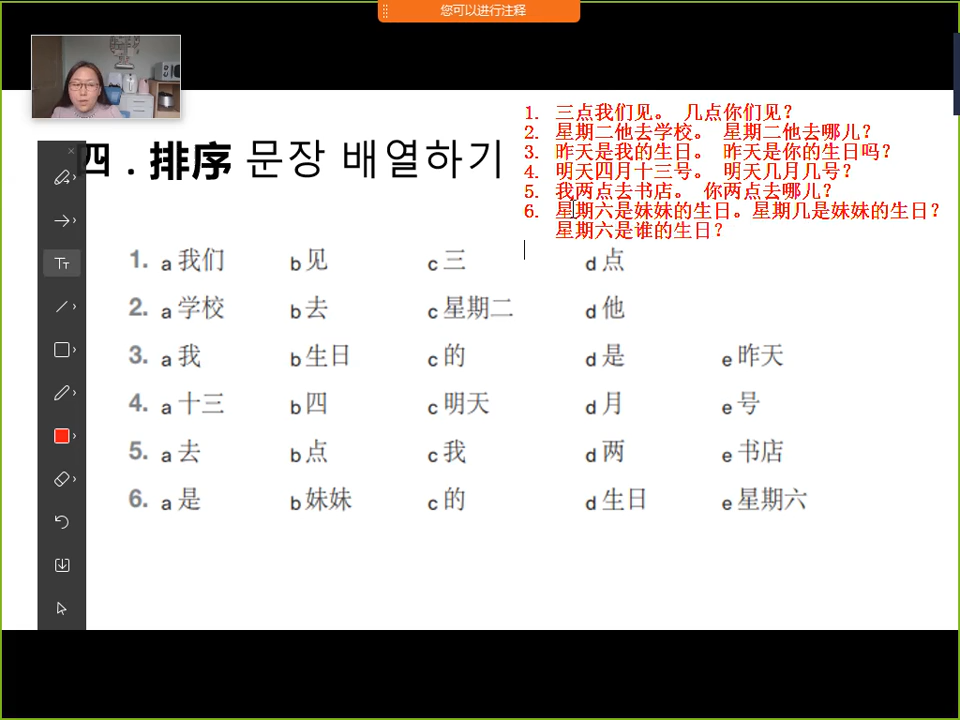 您可以进行注释
四 . 排序 문장 배열하기
1. 三点我们见。 几点你们见？
2. 星期二他去学校。 星期二他去哪儿？
3. 昨天是我的生日。 昨天是你的生日吗？
4. 明天四月十三号。 明天几月几号？
5. 我两点去书店。 你两点去哪儿？
6. 星期六是妹妹的生日。星期几是妹妹的生日？
星期六是谁的生日？
1. a 我们 b 见 c 三 d 点
2. a 学校 b 去 c 星期二 d 他
3. a 我 b 生日 c 的 d 是 e 昨天
4. a 十三 b 四 c 明天 d 月 e 号
5. a 去 b 点 c 我 d 两 e 书店
6. a 是 b 妹妹 c 的 d 生日 e 星期六